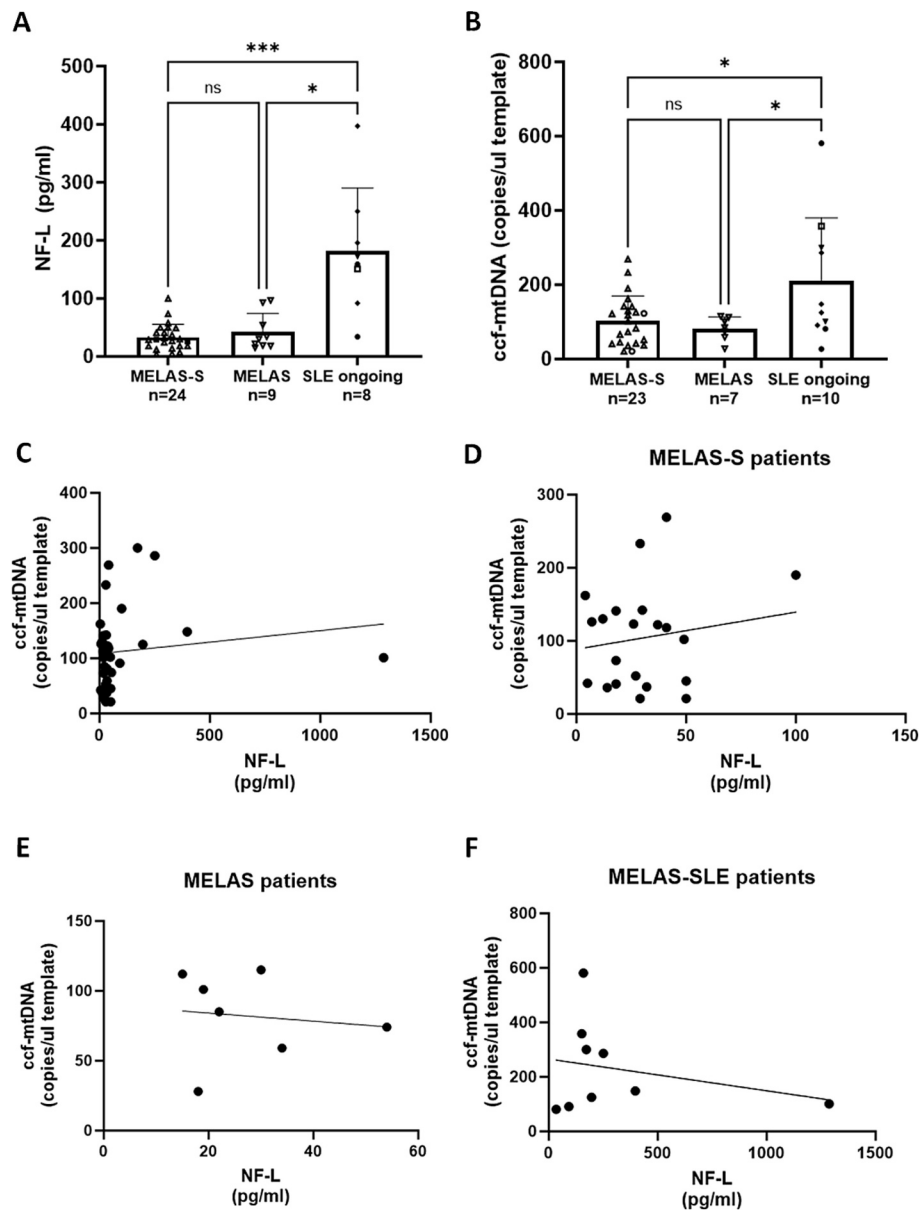 A
NF-L (pg/ml)
500
400
300
200
100
0
***
ns
*
MELAS-S
n=24
MELAS
n=9
SLE ongoing
n=8
B
ccf-mtDNA (copies/ul template)
800
600
400
200
0
*
ns
*
MELAS-S
n=23
MELAS
n=7
SLE ongoing
n=10
C
ccf-mtDNA
(copies/ul template)
400
300
200
100
0
0
500
1000
1500
NF-L
(pg/ml)
D
MELAS-S patients
ccf-mtDNA
(copies/ul template)
300
200
100
0
0
50
100
150
NF-L
(pg/ml)
E
MELAS patients
ccf-mtDNA
(copies/ul template)
150
100
50
0
0
20
40
60
NF-L
(pg/ml)
F
MELAS-SLE patients
ccf-mtDNA
(copies/ul template)
800
600
400
200
0
0
500
1000
1500
NF-L
(pg/ml)